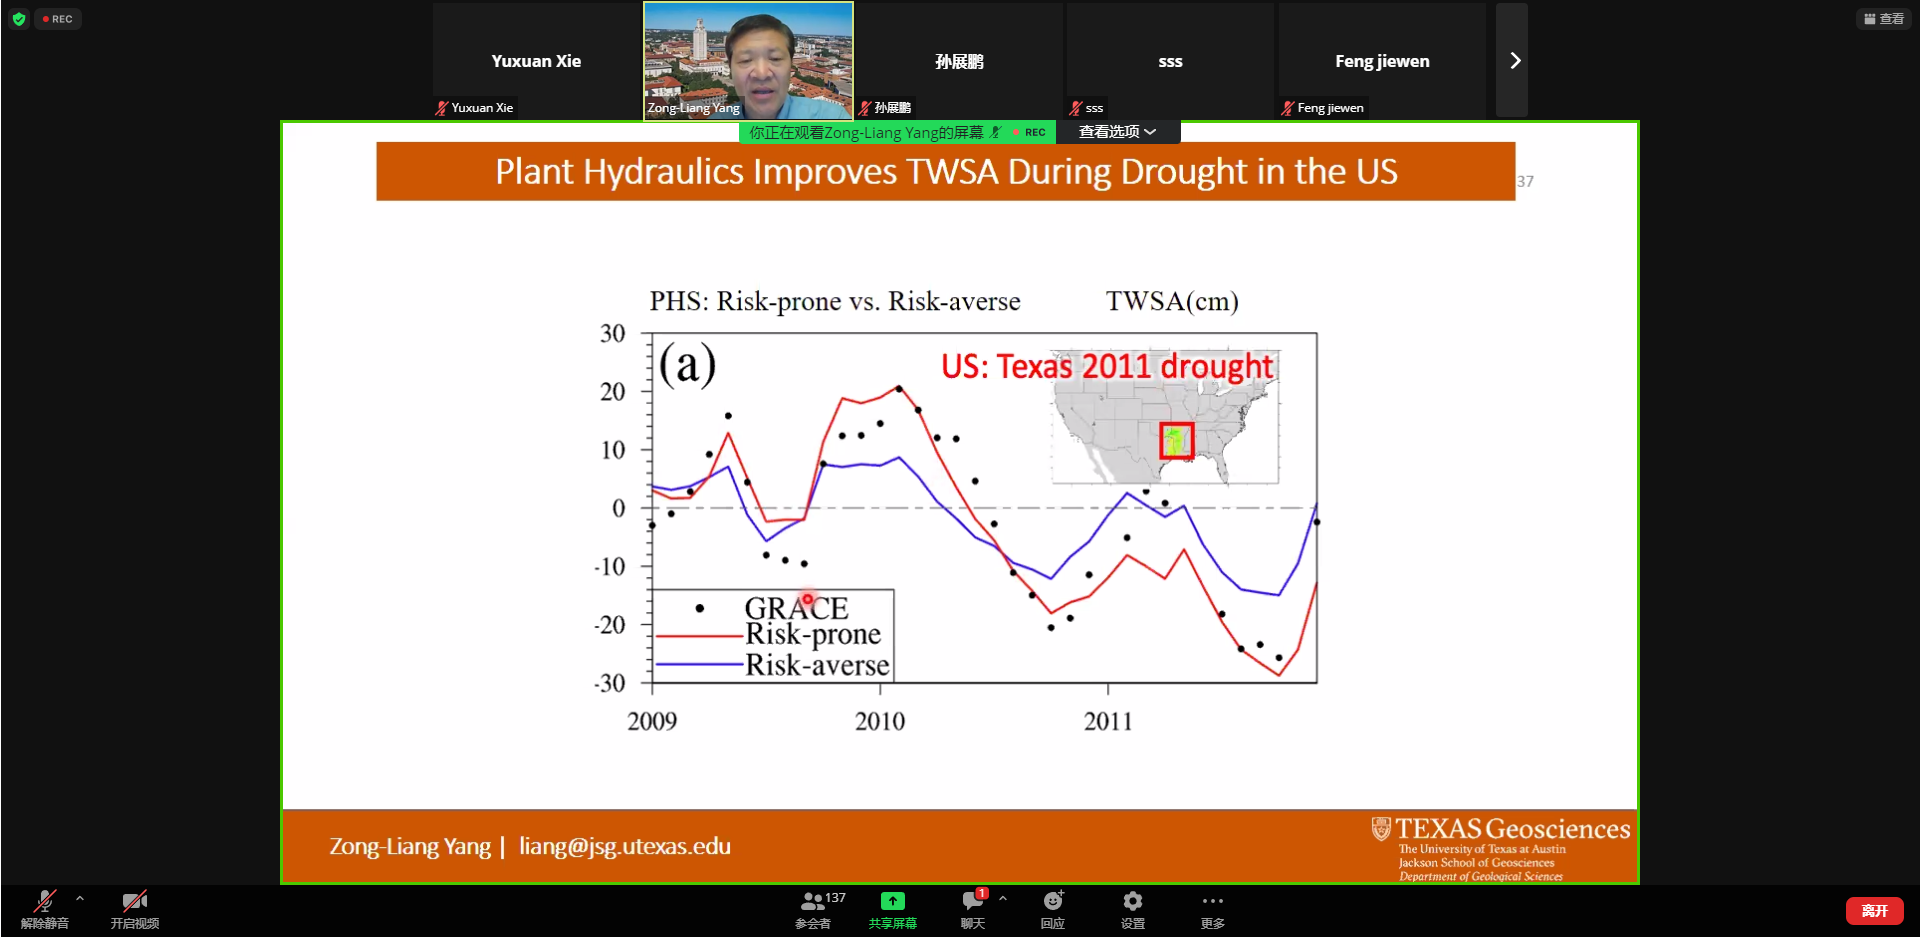 REC
查看
Yuxuan Xie
孙展鹏
sss
Feng jiewen
Yuxuan Xie
Zong-Liang Yang
孙展鹏
sss
Feng jiewen
你正在观看Zong-Liang Yang的屏幕
REC
查看选项
Plant Hydraulics Improves TWSA During Drought in the US
37
PHS: Risk-prone vs. Risk-averse
TWSA(cm)
(a)
US: Texas 2011 drought
30
20
10
0
-10
-20
-30
GRACE
Risk-prone
Risk-averse
2009
2010
2011
Zong-Liang Yang | liang@jsg.utexas.edu
TEXAS Geosciences
The University of Texas at Austin
Jackson School of Geosciences
Department of Geological Sciences
解除静音
开启视频
137
参会者
共享屏幕
1
聊天
回应
设置
更多
离开